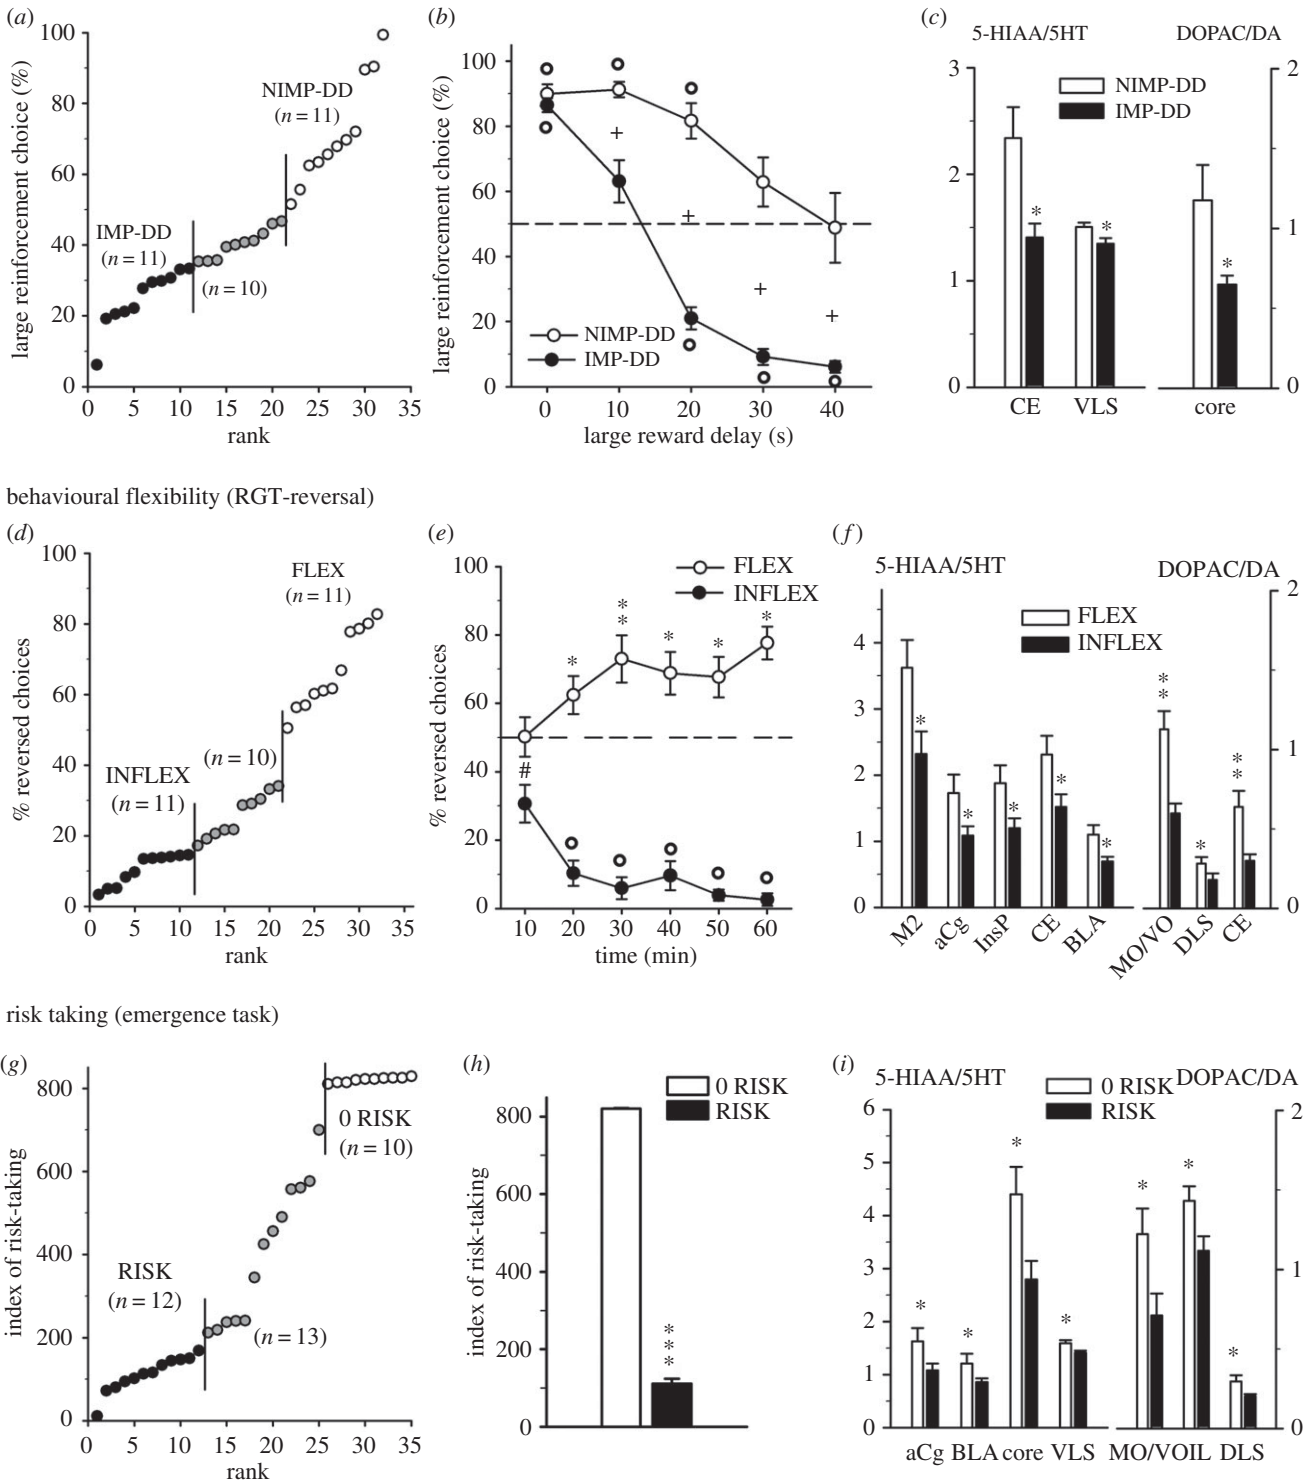 (a)
large reinforcement choice (%)
100
80
60
40
20
0
NIMP-DD
(n = 11)
IMP-DD
(n = 11)
(n = 10)
0 5 10 15 20 25 30 35
rank
(b)
large reinforcement choice (%)
100
80
60
40
20
0
+
+
+
+
NIMP-DD
IMP-DD
0 10 20 30 40
large reward delay (s)
(c)
5-HIAA/5HT DOPAC/DA
NIMP-DD
IMP-DD
3
2
1
0
2
1
0
* * *
CE VLS core
behavioural flexibility (RGT-reversal)
(d)
% reversed choices
100
80
60
40
20
0
FLEX
(n = 11)
(n = 10)
INFLEX
(n = 11)
0 5 10 15 20 25 30 35
rank
(e)
% reversed choices
100
80
60
40
20
0
FLEX
INFLEX
* ** * * *
#
10 20 30 40 50 60
time (min)
(f)
5-HIAA/5HT DOPAC/DA
FLEX
INFLEX
4
3
2
1
0
2
1
0
* * * * * ** * **
M2 aCg InsP CE BLA MO/VO DLS CE
risk taking (emergence task)
(g)
index of risk-taking
800
600
400
200
0
0 RISK
(n = 10)
RISK
(n = 12)
(n = 13)
0 5 10 15 20 25 30 35
rank
(h)
index of risk-taking
800
600
400
200
0
0 RISK
RISK
***
(i)
5-HIAA/5HT DOPAC/DA
0 RISK
RISK
6
5
4
3
2
1
0
2
1
0
* * * * * * *
aCg BLA core VLS MO/VOIL DLS